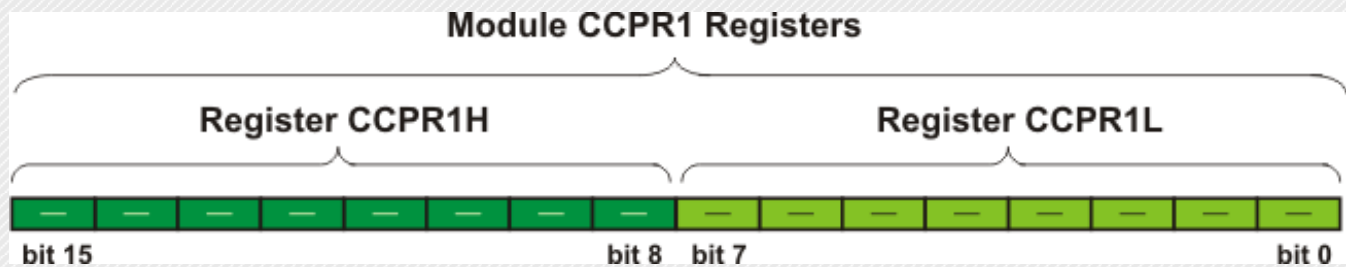 Module CCPR1 Registers
Register CCPR1H Register CCPR1L
— — — — — — — — — — — — — — — —
bit 15 bit 8 bit 7 bit 0